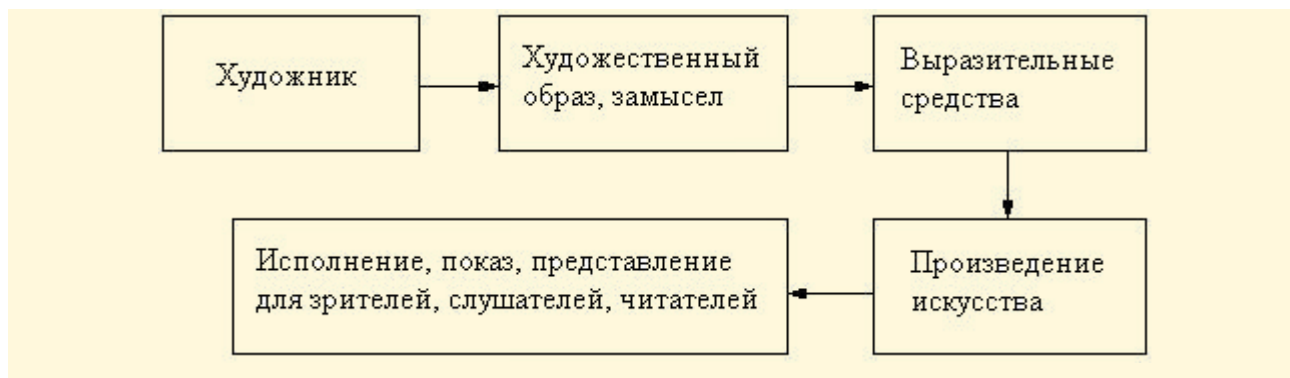 Художник
Художественный
образ, замысел
Выразительные
средства
Произведение
искусства
Исполнение, показ, представление
для зрителей, слушателей, читателей